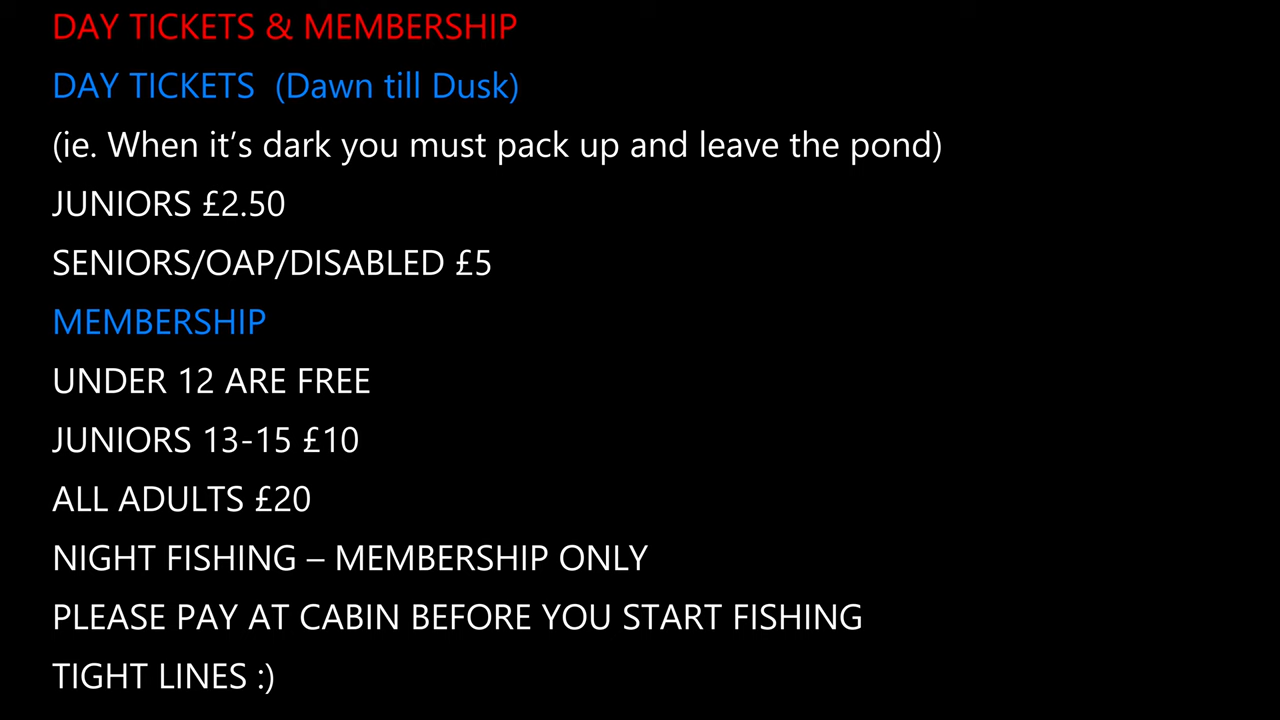 DAY TICKETS & MEMBERSHIP
DAY TICKETS  (Dawn till Dusk)
(ie. When it’s dark you must pack up and leave the pond)
JUNIORS £2.50
SENIORS/OAP/DISABLED £5
MEMBERSHIP
UNDER 12 ARE FREE
JUNIORS 13-15 £10
ALL ADULTS £20
NIGHT FISHING – MEMBERSHIP ONLY
PLEASE PAY AT CABIN BEFORE YOU START FISHING
TIGHT LINES :)